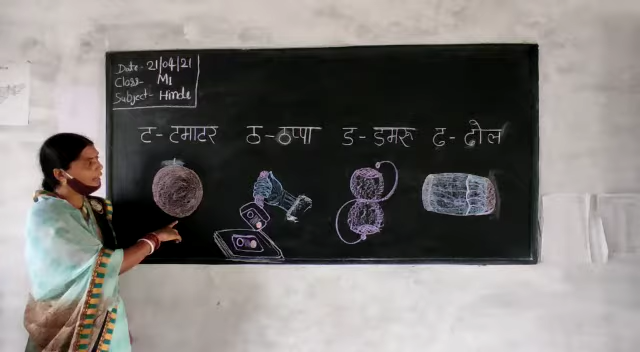 Date- 21/04/21
Class- M1
Subject- Hindi
ट - टमाटर ठ - ठप्पा ड - डमरू ढ - ढोल